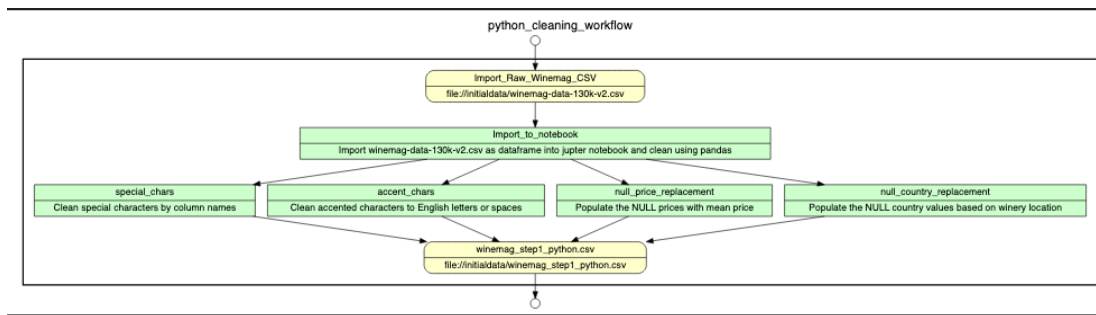 python_cleaning_workflow
Import_Raw_Winemag_CSV
file://initialdata/winemag-data-130k-v2.csv
Import_to_notebook
Import winemag-data-130k-v2.csv as dataframe into jupter notebook and clean using pandas
special_chars
Clean special characters by column names
accent_chars
Clean accented characters to English letters or spaces
null_price_replacement
Populate the NULL prices with mean price
null_country_replacement
Populate the NULL country values based on winery location
winemag_step1_python.csv
file://initialdata/winemag_step1_python.csv